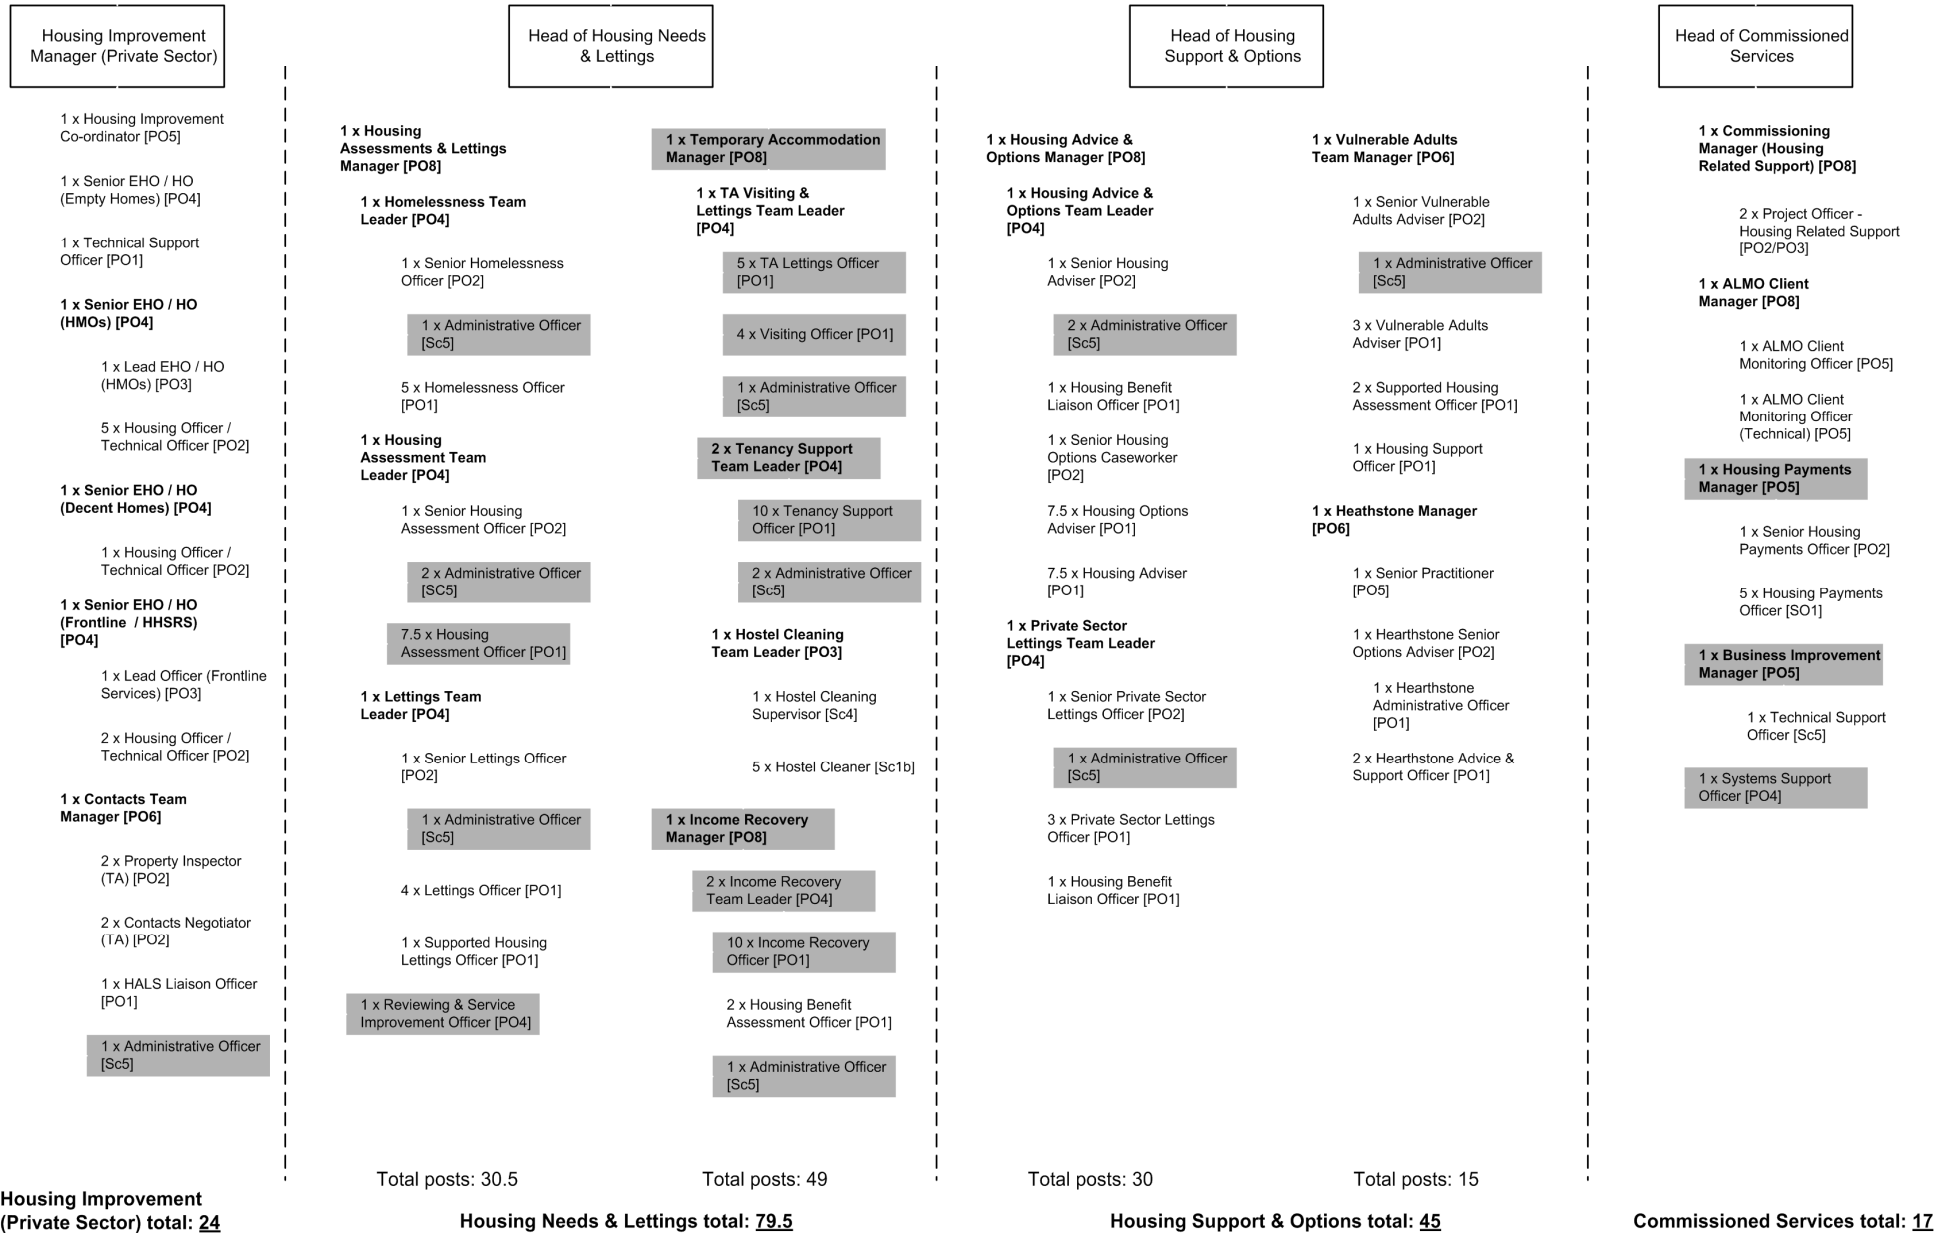 Housing Improvement
Manager (Private Sector)
1 x Housing Improvement
Co-ordinator [PO5]
1 x Senior EHO / HO
(Empty Homes) [PO4]
1 x Technical Support
Officer [PO1]
1 x Senior EHO / HO
(HMOs) [PO4]
1 x Lead EHO / HO
(HMOs) [PO3]
5 x Housing Officer /
Technical Officer [PO2]
1 x Senior EHO / HO
(Decent Homes) [PO4]
1 x Housing Officer /
Technical Officer [PO2]
1 x Senior EHO / HO
(Frontline / HHSRS)
[PO4]
1 x Lead Officer (Frontline
Services) [PO3]
2 x Housing Officer /
Technical Officer [PO2]
1 x Contacts Team
Manager [PO6]
2 x Property Inspector
(TA) [PO2]
2 x Contacts Negotiator
(TA) [PO2]
1 x HALS Liaison Officer
[PO1]
1 x Administrative Officer
[Sc5]
Housing Improvement
(Private Sector) total: 24
Head of Housing Needs
& Lettings
1 x Housing
Assessments & Lettings
Manager [PO8]
1 x Homelessness Team
Leader [PO4]
1 x Senior Homelessness
Officer [PO2]
1 x Administrative Officer
[Sc5]
5 x Homelessness Officer
[PO1]
1 x Housing
Assessment Team
Leader [PO4]
1 x Senior Housing
Assessment Officer [PO2]
2 x Administrative Officer
[SC5]
7.5 x Housing
Assessment Officer [PO1]
1 x Lettings Team
Leader [PO4]
1 x Senior Lettings Officer
[PO2]
1 x Administrative Officer
[Sc5]
4 x Lettings Officer [PO1]
1 x Supported Housing
Lettings Officer [PO1]
1 x Reviewing & Service
Improvement Officer [PO4]
Total posts: 30.5
1 x Temporary Accommodation
Manager [PO8]
1 x TA Visiting &
Lettings Team Leader
[PO4]
5 x TA Lettings Officer
[PO1]
4 x Visiting Officer [PO1]
1 x Administrative Officer
[Sc5]
2 x Tenancy Support
Team Leader [PO4]
10 x Tenancy Support
Officer [PO1]
2 x Administrative Officer
[Sc5]
1 x Hostel Cleaning
Team Leader [PO3]
1 x Hostel Cleaning
Supervisor [Sc4]
5 x Hostel Cleaner [Sc1b]
1 x Income Recovery
Manager [PO8]
2 x Income Recovery
Team Leader [PO4]
10 x Income Recovery
Officer [PO1]
2 x Housing Benefit
Assessment Officer [PO1]
1 x Administrative Officer
[Sc5]
Total posts: 49
Housing Needs & Lettings total: 79.5
Head of Housing
Support & Options
1 x Housing Advice &
Options Manager [PO8]
1 x Housing Advice &
Options Team Leader
[PO4]
1 x Senior Housing
Adviser [PO2]
2 x Administrative Officer
[Sc5]
1 x Housing Benefit
Liaison Officer [PO1]
1 x Senior Housing
Options Caseworker
[PO2]
7.5 x Housing Options
Adviser [PO1]
7.5 x Housing Adviser
[PO1]
1 x Private Sector
Lettings Team Leader
[PO4]
1 x Senior Private Sector
Lettings Officer [PO2]
1 x Administrative Officer
[Sc5]
3 x Private Sector Lettings
Officer [PO1]
1 x Housing Benefit
Liaison Officer [PO1]
Total posts: 30
1 x Vulnerable Adults
Team Manager [PO6]
1 x Senior Vulnerable
Adults Adviser [PO2]
1 x Administrative Officer
[Sc5]
3 x Vulnerable Adults
Adviser [PO1]
2 x Supported Housing
Assessment Officer [PO1]
1 x Housing Support
Officer [PO1]
1 x Heathstone Manager
[PO6]
1 x Senior Practitioner
[PO5]
1 x Hearthstone Senior
Options Adviser [PO2]
1 x Hearthstone
Administrative Officer
[PO1]
2 x Hearthstone Advice &
Support Officer [PO1]
Total posts: 15
Housing Support & Options total: 45
Head of Commissioned
Services
1 x Commissioning
Manager (Housing
Related Support) [PO8]
2 x Project Officer -
Housing Related Support
[PO2/PO3]
1 x ALMO Client
Manager [PO8]
1 x ALMO Client
Monitoring Officer [PO5]
1 x ALMO Client
Monitoring Officer
(Technical) [PO5]
1 x Housing Payments
Manager [PO5]
1 x Senior Housing
Payments Officer [PO2]
5 x Housing Payments
Officer [SO1]
1 x Business Improvement
Manager [PO5]
1 x Technical Support
Officer [Sc5]
1 x Systems Support
Officer [PO4]
Commissioned Services total: 17